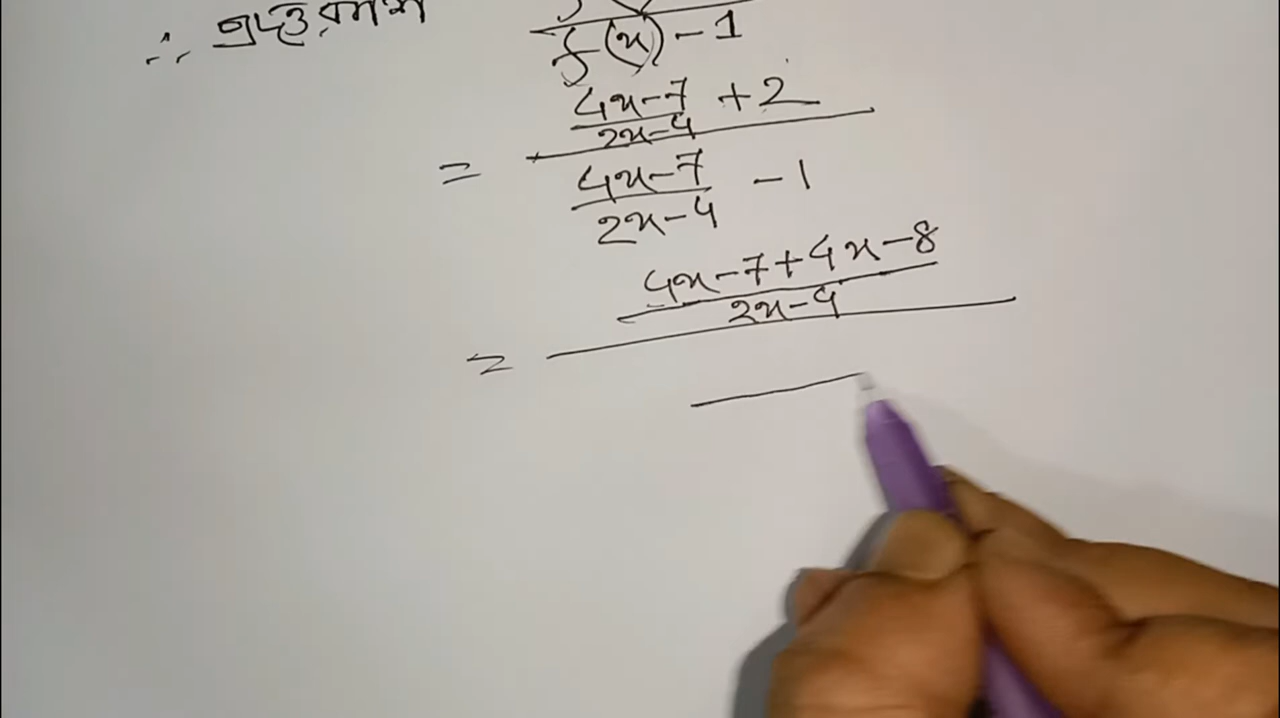 ∴ প্রদত্ত রাশি
f(x) - 1
4x-7 + 2
2x-4
=
4x-7 - 1
2x-4
4x-7+4x-8
2x-4
=